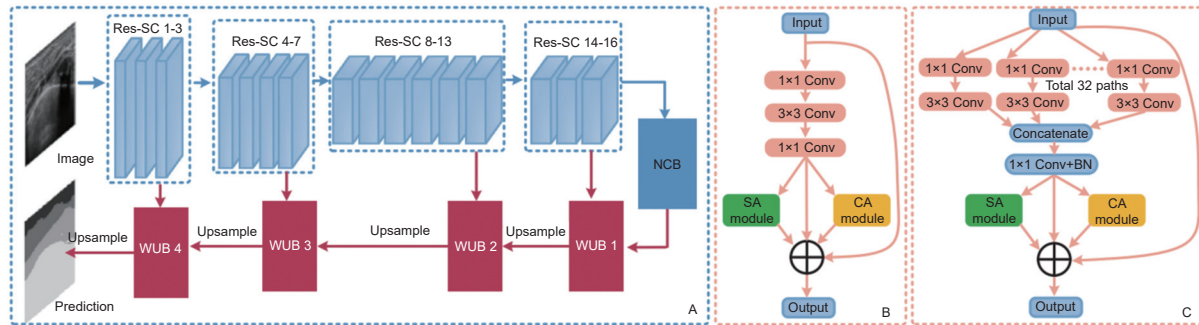 Res-SC 1-3
Res-SC 4-7
Res-SC 8-13
Res-SC 14-16
Image
NCB
Upsample
WUB 4
Upsample
WUB 3
Upsample
WUB 2
Upsample
WUB 1
Prediction
A
Input
1×1 Conv
3×3 Conv
1×1 Conv
SA
module
CA
module
Output
B
Input
1×1 Conv
1×1 Conv
1×1 Conv
Total 32 paths
3×3 Conv
3×3 Conv
3×3 Conv
Concatenate
1×1 Conv+BN
SA
module
CA
module
Output
C